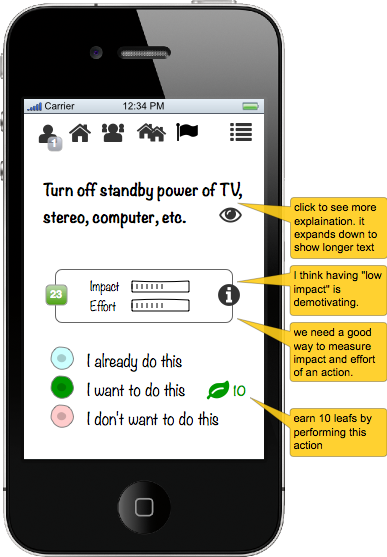 Carrier 12:34 PM
1
Turn off standby power of TV,
stereo, computer, etc.
click to see more
explaination. it
expands down to
show longer text
23
Impact
Effort
I think having "low
impact" is
demotivating.
we need a good
way to measure
impact and effort
of an action.
I already do this
I want to do this 10
I don't want to do this
earn 10 leafs by
performing this
action